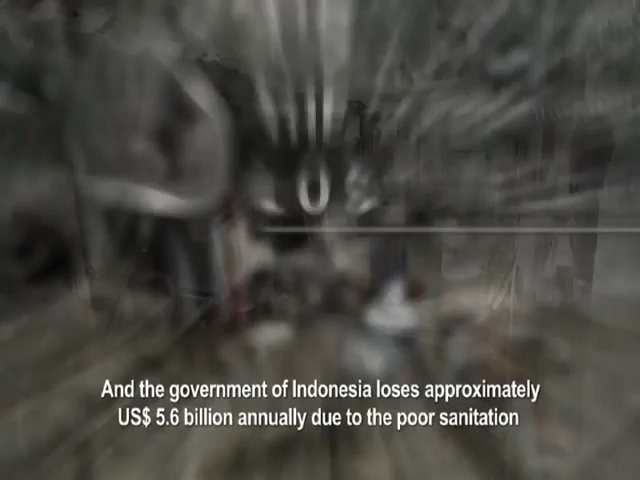 And the government of Indonesia loses approximately
US$ 5.6 billion annually due to the poor sanitation